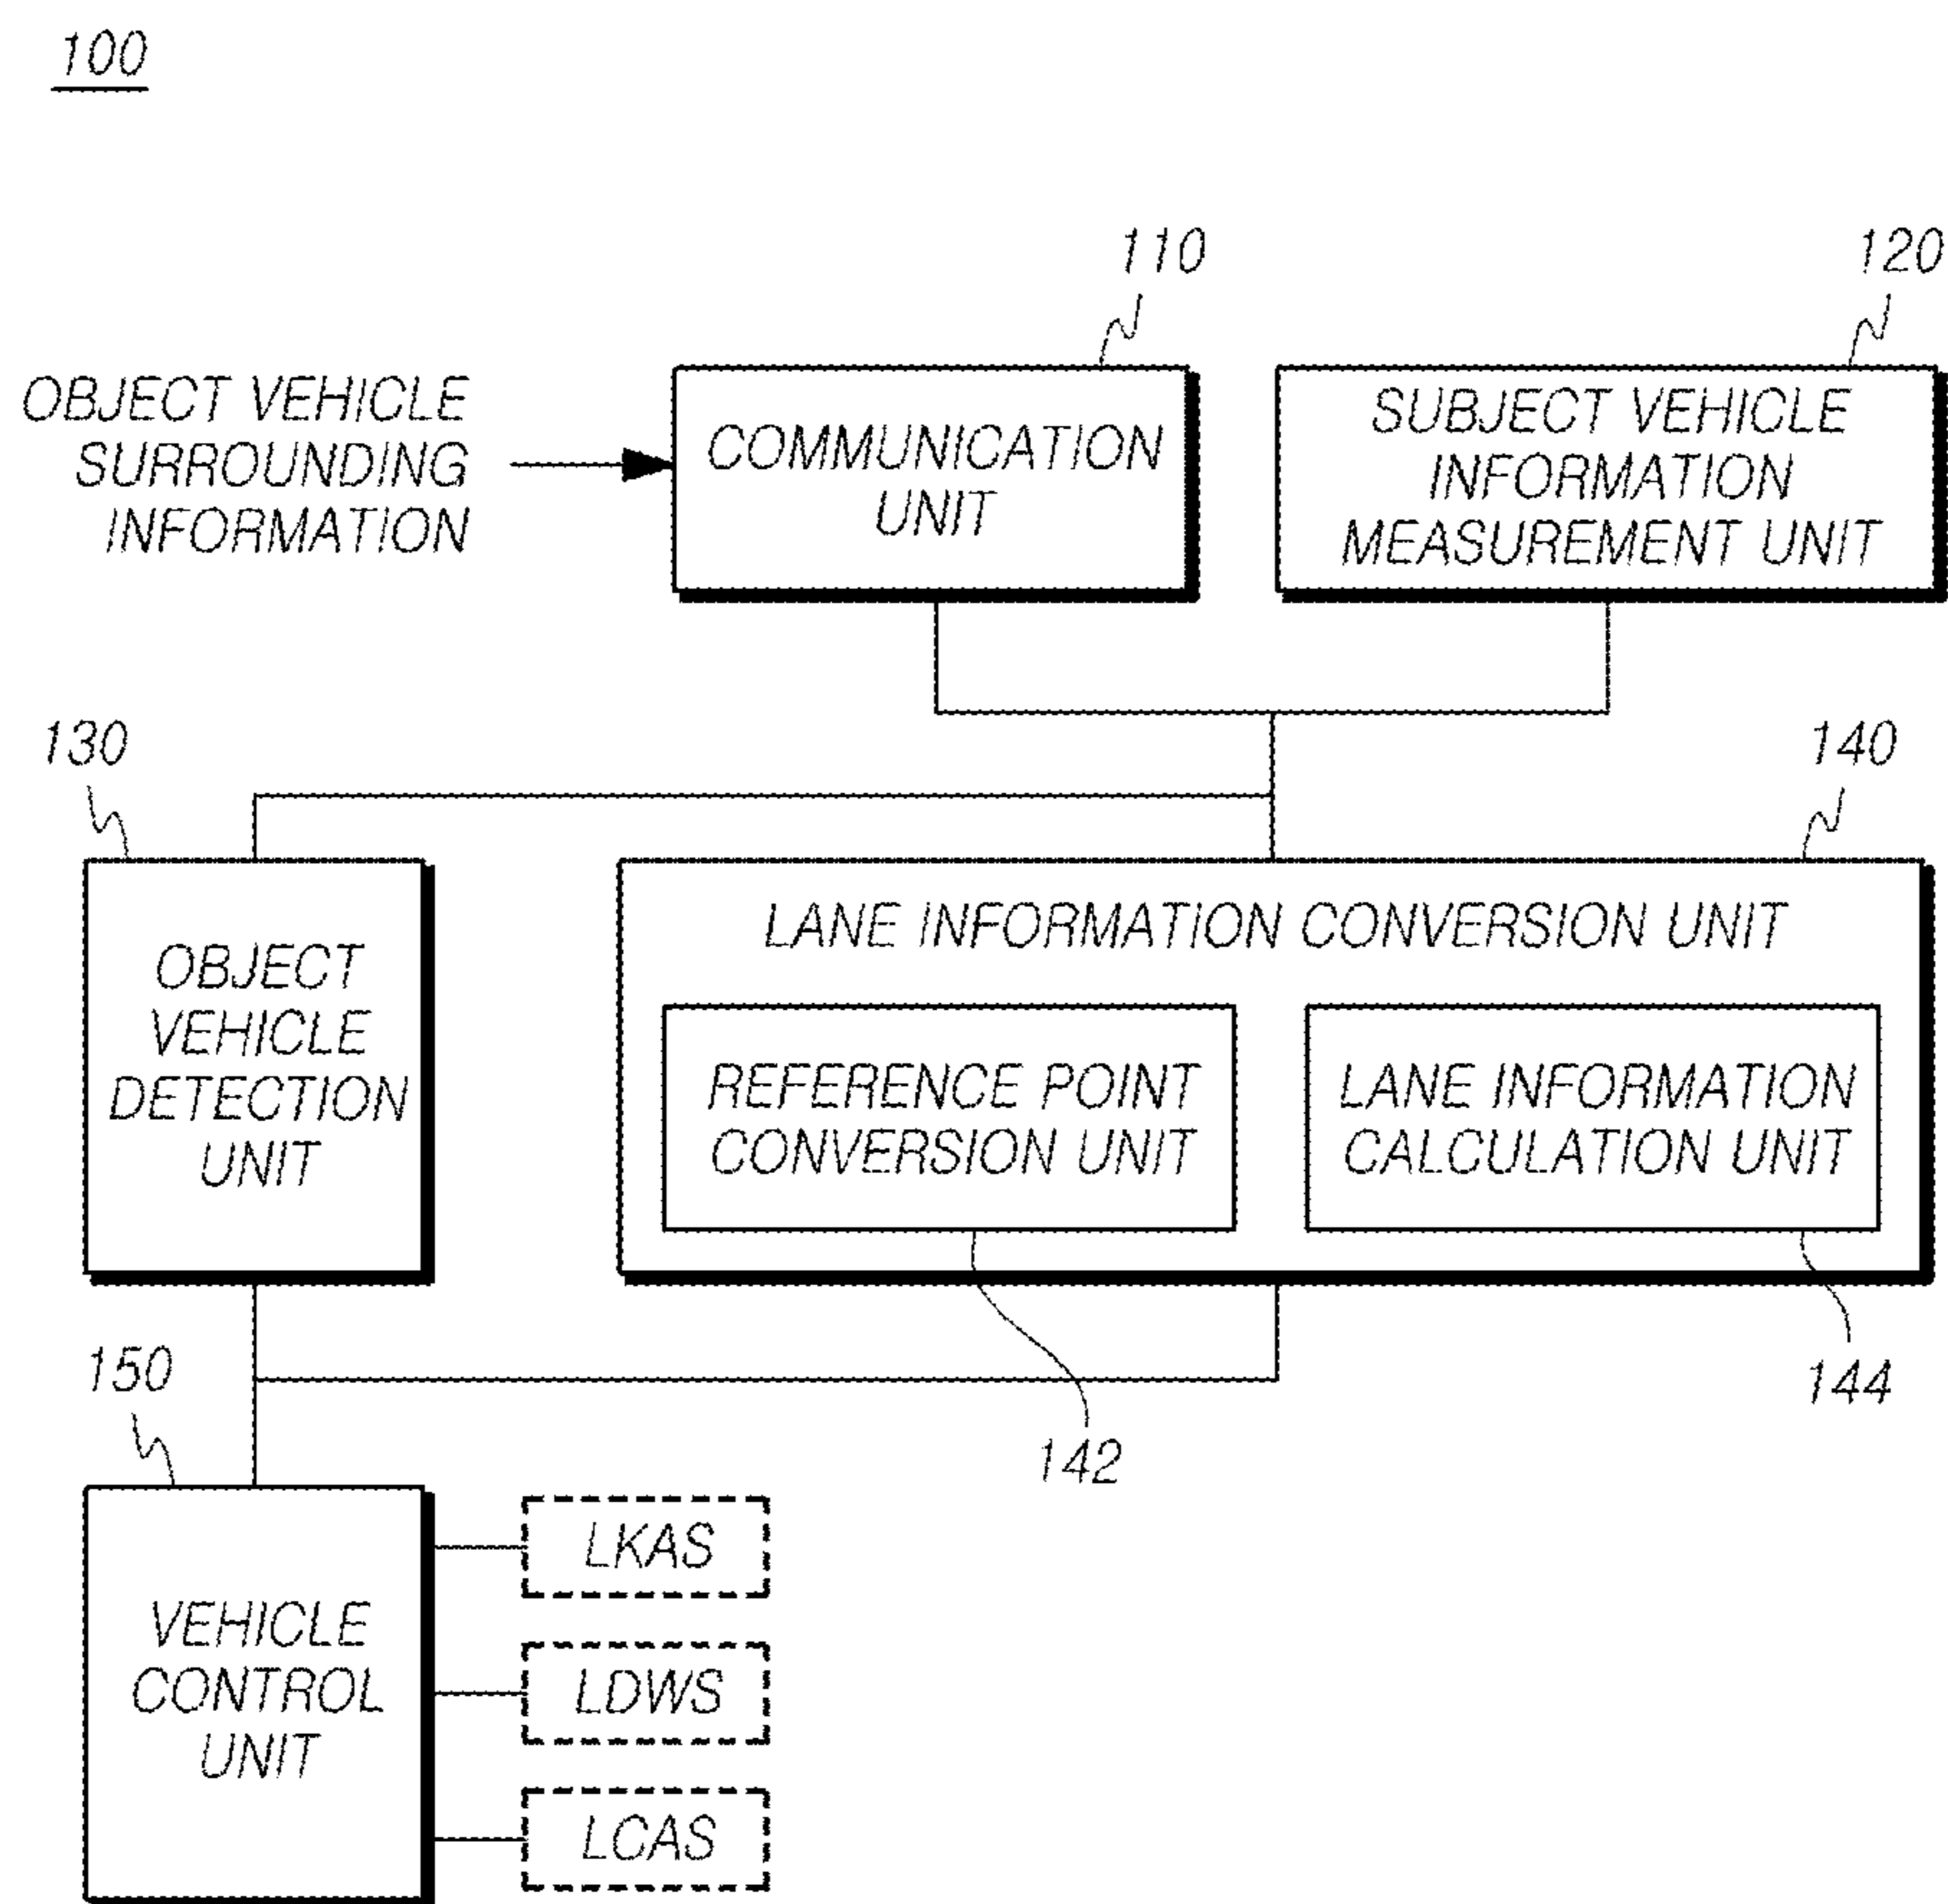 100
110
120
OBJECT VEHICLE
SURROUNDING
INFORMATION
COMMUNICATION
UNIT
SUBJECT VEHICLE
INFORMATION
MEASUREMENT UNIT
130
140
OBJECT
VEHICLE
DETECTION
UNIT
LANE INFORMATION CONVERSION UNIT
REFERENCE POINT
CONVERSION UNIT
LANE INFORMATION
CALCULATION UNIT
150
142
144
VEHICLE
CONTROL
UNIT
LKAS
LDWS
LCAS